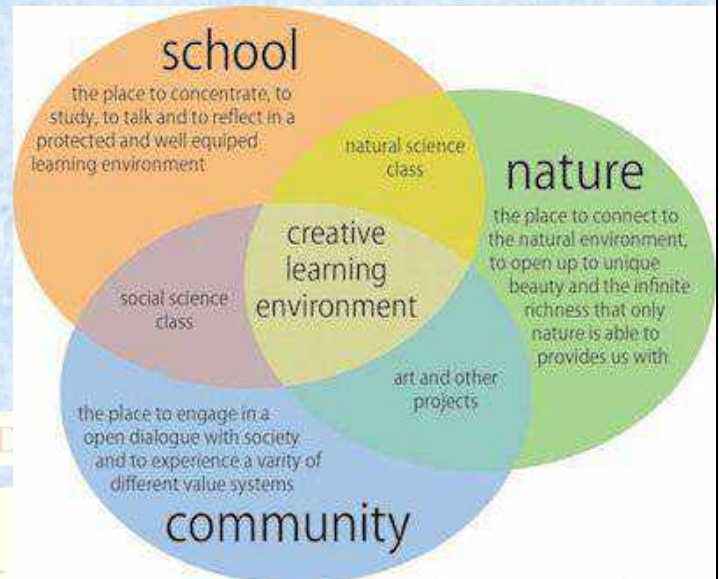 school
the place to concentrate, to
study, to talk and to reflect in a
protected and well equiped
learning environment
natural science
class
nature
the place to connect to
the natural environment,
to open up to unique
beauty and the infinite
richness that only
nature is able to
provides us with
creative
learning
environment
social science
class
art and other
projects
the place to engage in a
open dialogue with society
and to experience a varity of
different value systems
community